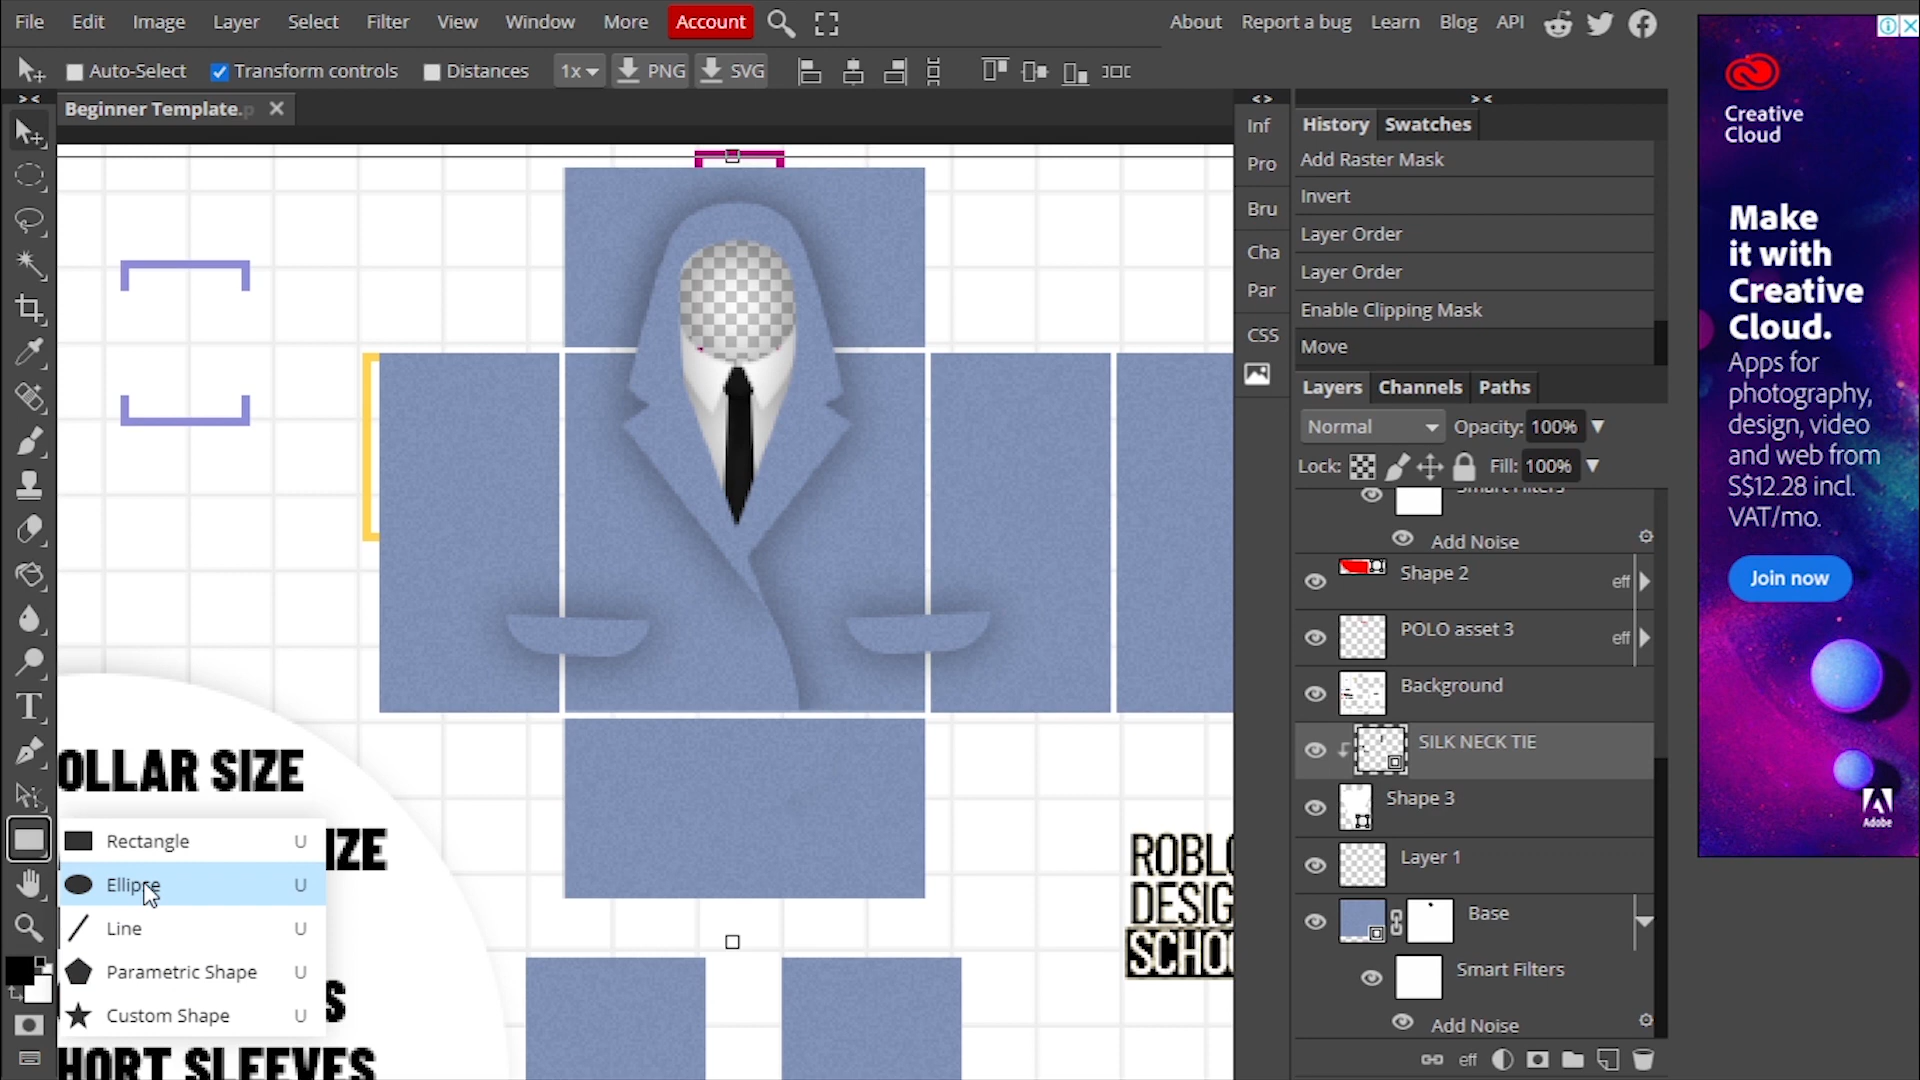 File Edit Image Layer Select Filter View Window More Account
About Report a bug Learn Blog API
Auto-Select Transform controls Distances 1x PNG SVG
Beginner Template.p
Inf
Pro
Bru
Cha
Par
CSS
History Swatches
Add Raster Mask
Invert
Layer Order
Layer Order
Enable Clipping Mask
Move
Layers Channels Paths
Normal Opacity: 100%
Lock: Fill: 100%
Smart Filters
Add Noise
Shape 2 eff
POLO asset 3 eff
Background
SILK NECK TIE
Shape 3
Layer 1
Base
Smart Filters
Add Noise
eff
OLLAR SIZE
IZE
S
HORT SLEEVES
Rectangle U
Ellipse U
Line U
Parametric Shape U
Custom Shape U
ROBLO
DESIG
SCHO
Creative
Cloud
Make
it with
Creative
Cloud.
Apps for
photography,
design, video
and web from
S$12.28 incl.
VAT/mo.
Join now
Adobe